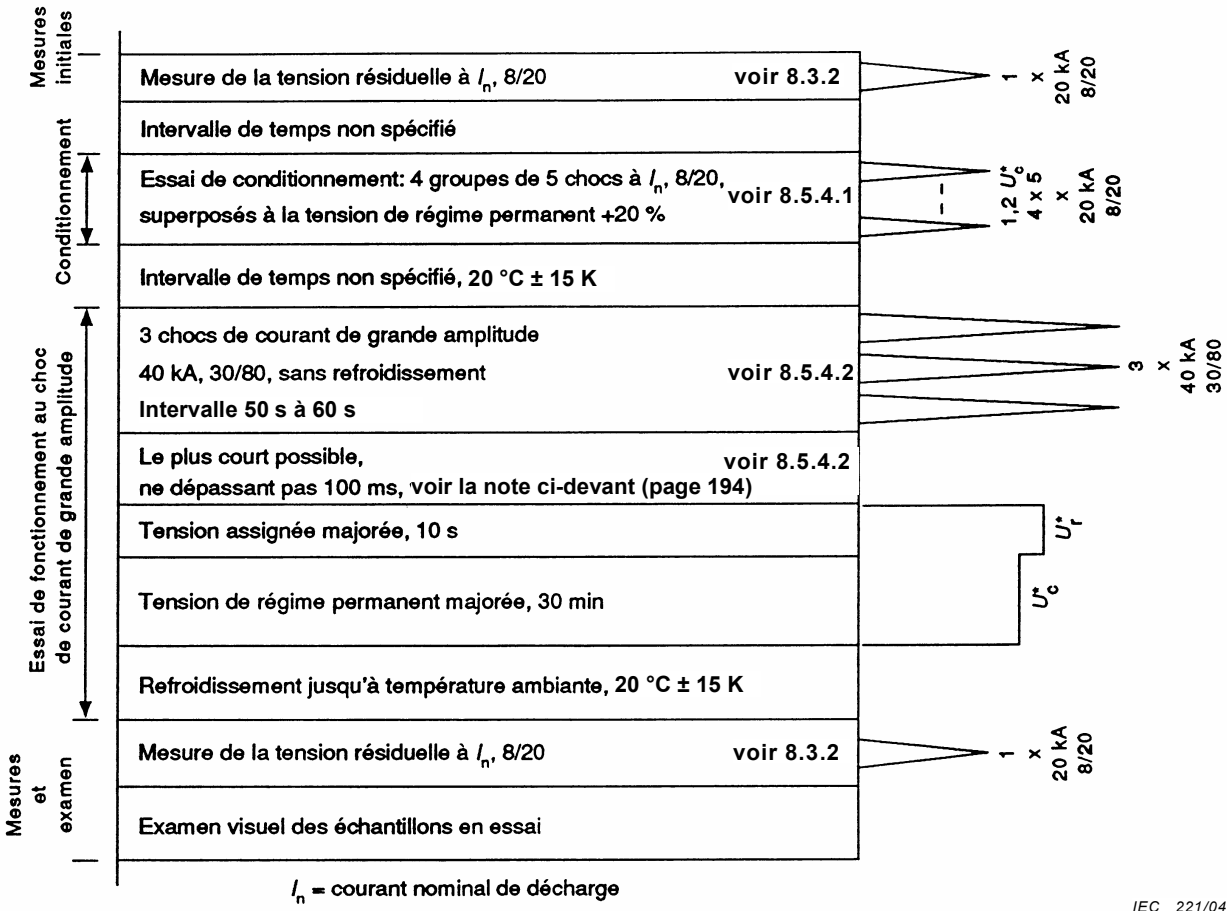 Mesures
initiales
Mesure de la tension résiduelle à Iₙ, 8/20 voir 8.3.2
1
x
20 kA
8/20
Intervalle de temps non spécifié
Conditionnement
Essai de conditionnement: 4 groupes de 5 chocs à Iₙ, 8/20,
superposés à la tension de régime permanent +20 %
voir 8.5.4.1
1,2 U*c
4 x 5
x
20 kA
8/20
Intervalle de temps non spécifié, 20 °C ± 15 K
Essai de fonctionnement au choc
de courant de grande amplitude
3 chocs de courant de grande amplitude
40 kA, 30/80, sans refroidissement voir 8.5.4.2
Intervalle 50 s à 60 s
3
x
40 kA
30/80
Le plus court possible, voir 8.5.4.2
ne dépassant pas 100 ms, voir la note ci-devant (page 194)
Tension assignée majorée, 10 s
U*r
Tension de régime permanent majorée, 30 min
U*c
Refroidissement jusqu'à température ambiante, 20 °C ± 15 K
Mesures
et
examen
Mesure de la tension résiduelle à Iₙ, 8/20 voir 8.3.2
1
x
20 kA
8/20
Examen visuel des échantillons en essai
Iₙ = courant nominal de décharge
IEC 221/04